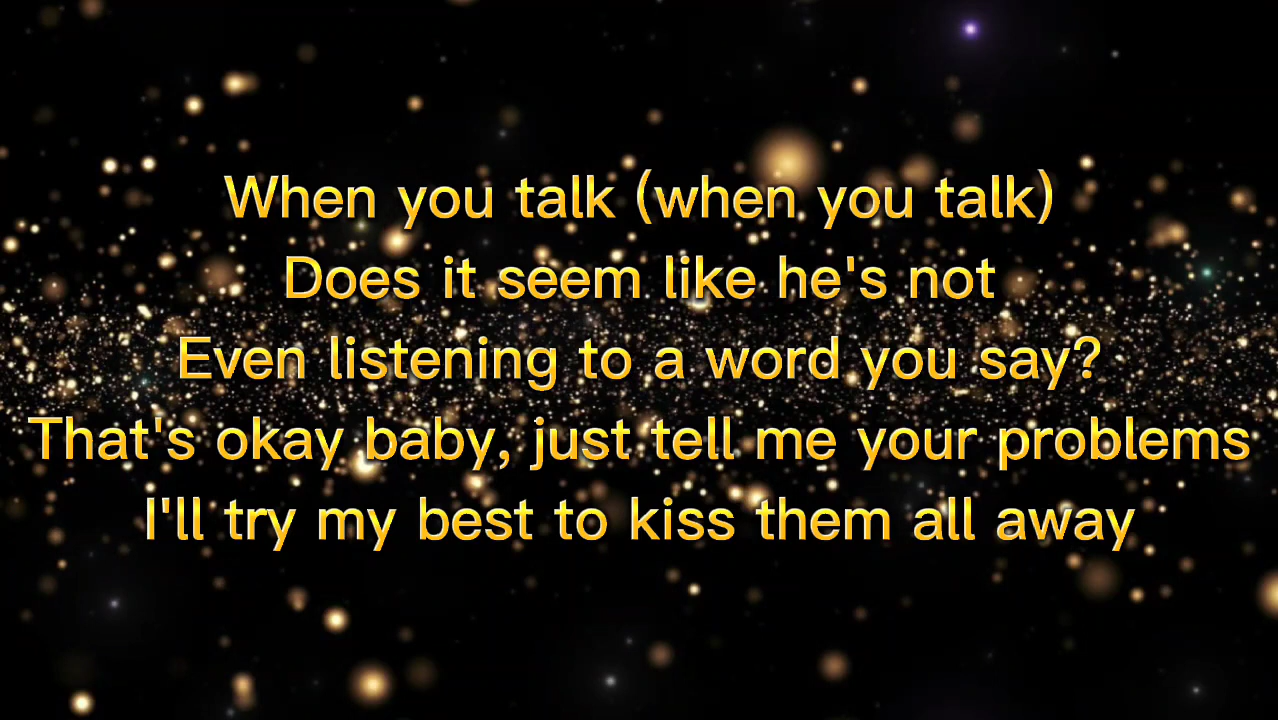 When you talk (when you talk)
Does it seem like he's not
Even listening to a word you say?
That's okay baby, just tell me your problems
I'll try my best to kiss them all away